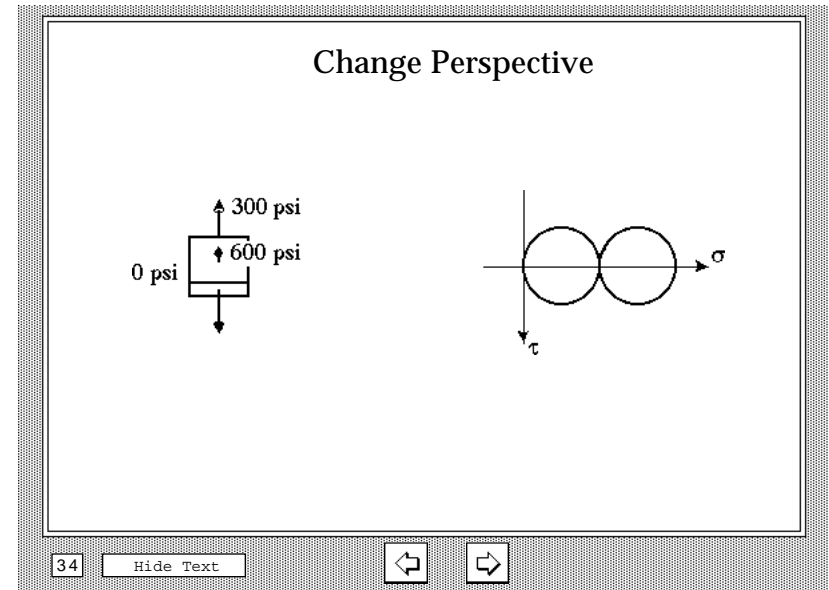 Change Perspective
300 psi
600 psi
0 psi
σ
τ
34
Hide Text